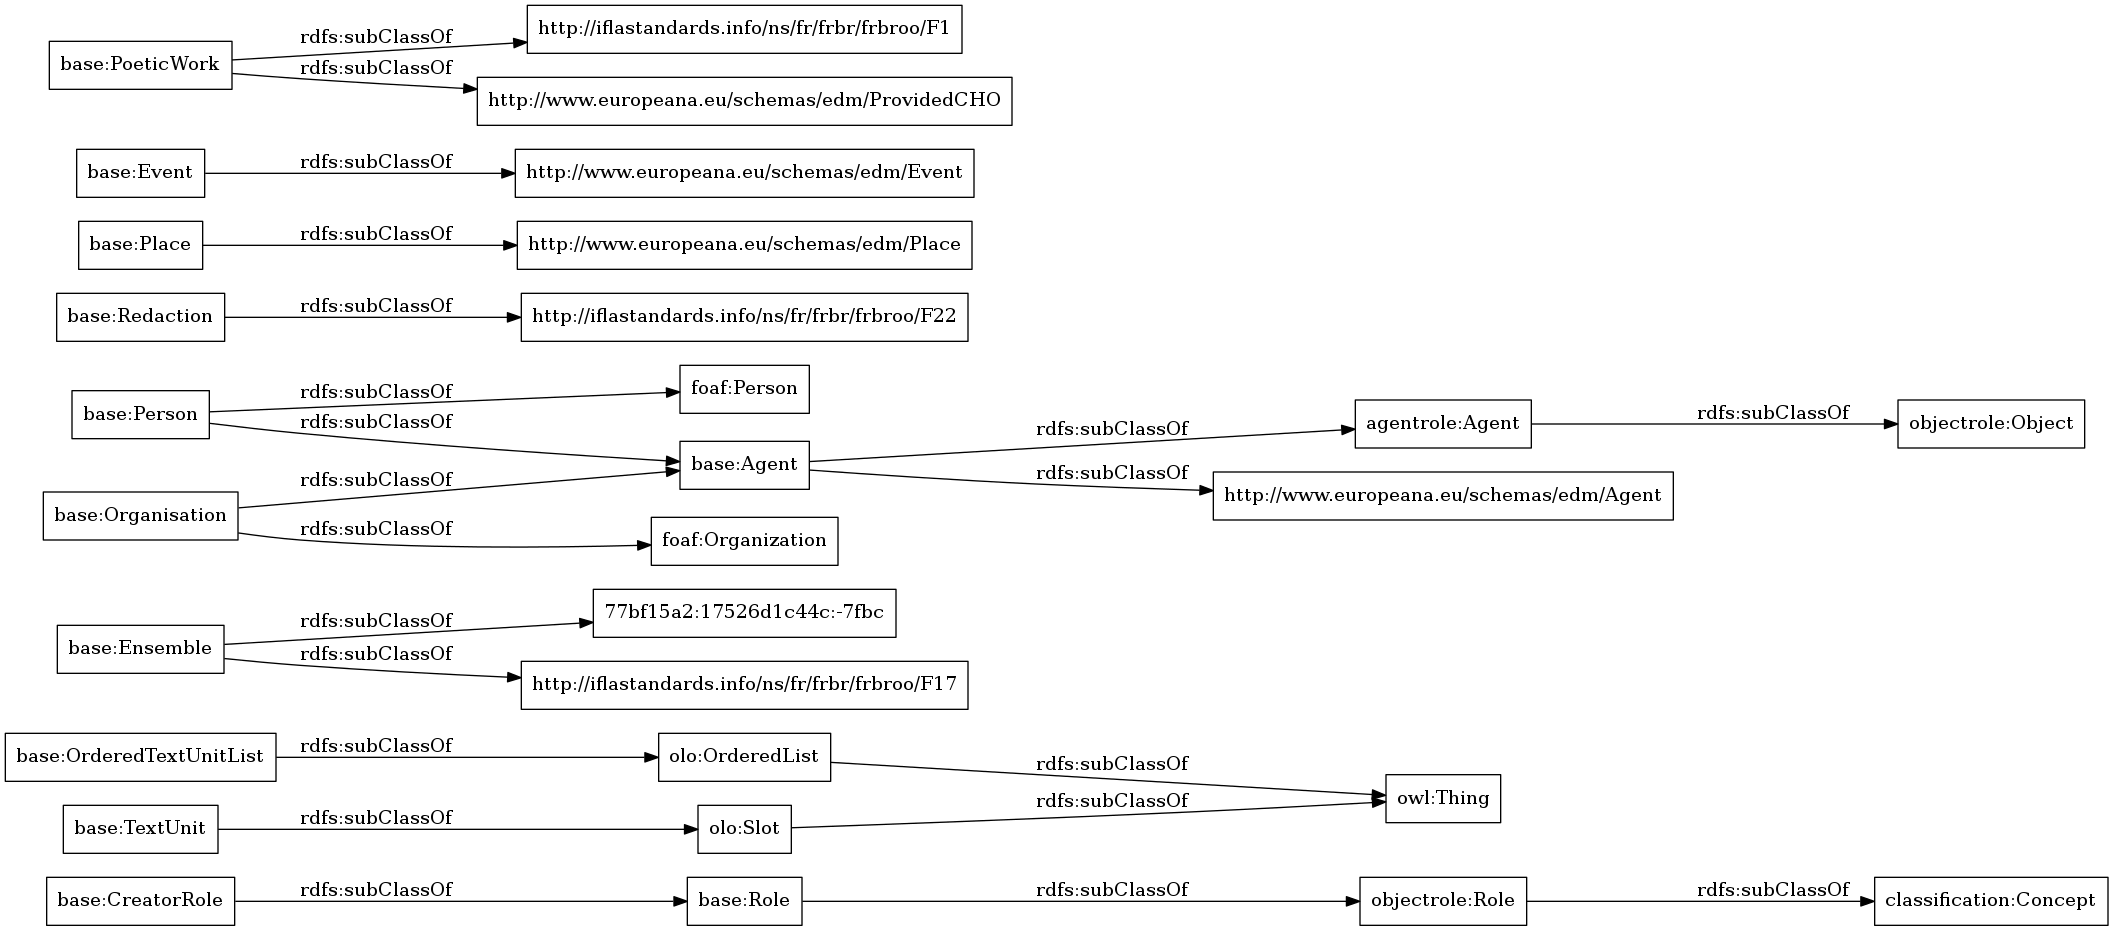 base:PoeticWork
rdfs:subClassOf
http://iflastandards.info/ns/fr/frbr/frbroo/F1
rdfs:subClassOf
http://www.europeana.eu/schemas/edm/ProvidedCHO
base:Event
rdfs:subClassOf
http://www.europeana.eu/schemas/edm/Event
base:Place
rdfs:subClassOf
http://www.europeana.eu/schemas/edm/Place
base:Redaction
rdfs:subClassOf
http://iflastandards.info/ns/fr/frbr/frbroo/F22
base:Person
rdfs:subClassOf
foaf:Person
rdfs:subClassOf
base:Agent
rdfs:subClassOf
agentrole:Agent
rdfs:subClassOf
objectrole:Object
rdfs:subClassOf
http://www.europeana.eu/schemas/edm/Agent
base:Organisation
rdfs:subClassOf
rdfs:subClassOf
foaf:Organization
base:Ensemble
rdfs:subClassOf
77bf15a2:17526d1c44c:-7fbc
rdfs:subClassOf
http://iflastandards.info/ns/fr/frbr/frbroo/F17
base:OrderedTextUnitList
rdfs:subClassOf
olo:OrderedList
rdfs:subClassOf
owl:Thing
base:TextUnit
rdfs:subClassOf
olo:Slot
rdfs:subClassOf
base:CreatorRole
rdfs:subClassOf
base:Role
rdfs:subClassOf
objectrole:Role
rdfs:subClassOf
classification:Concept